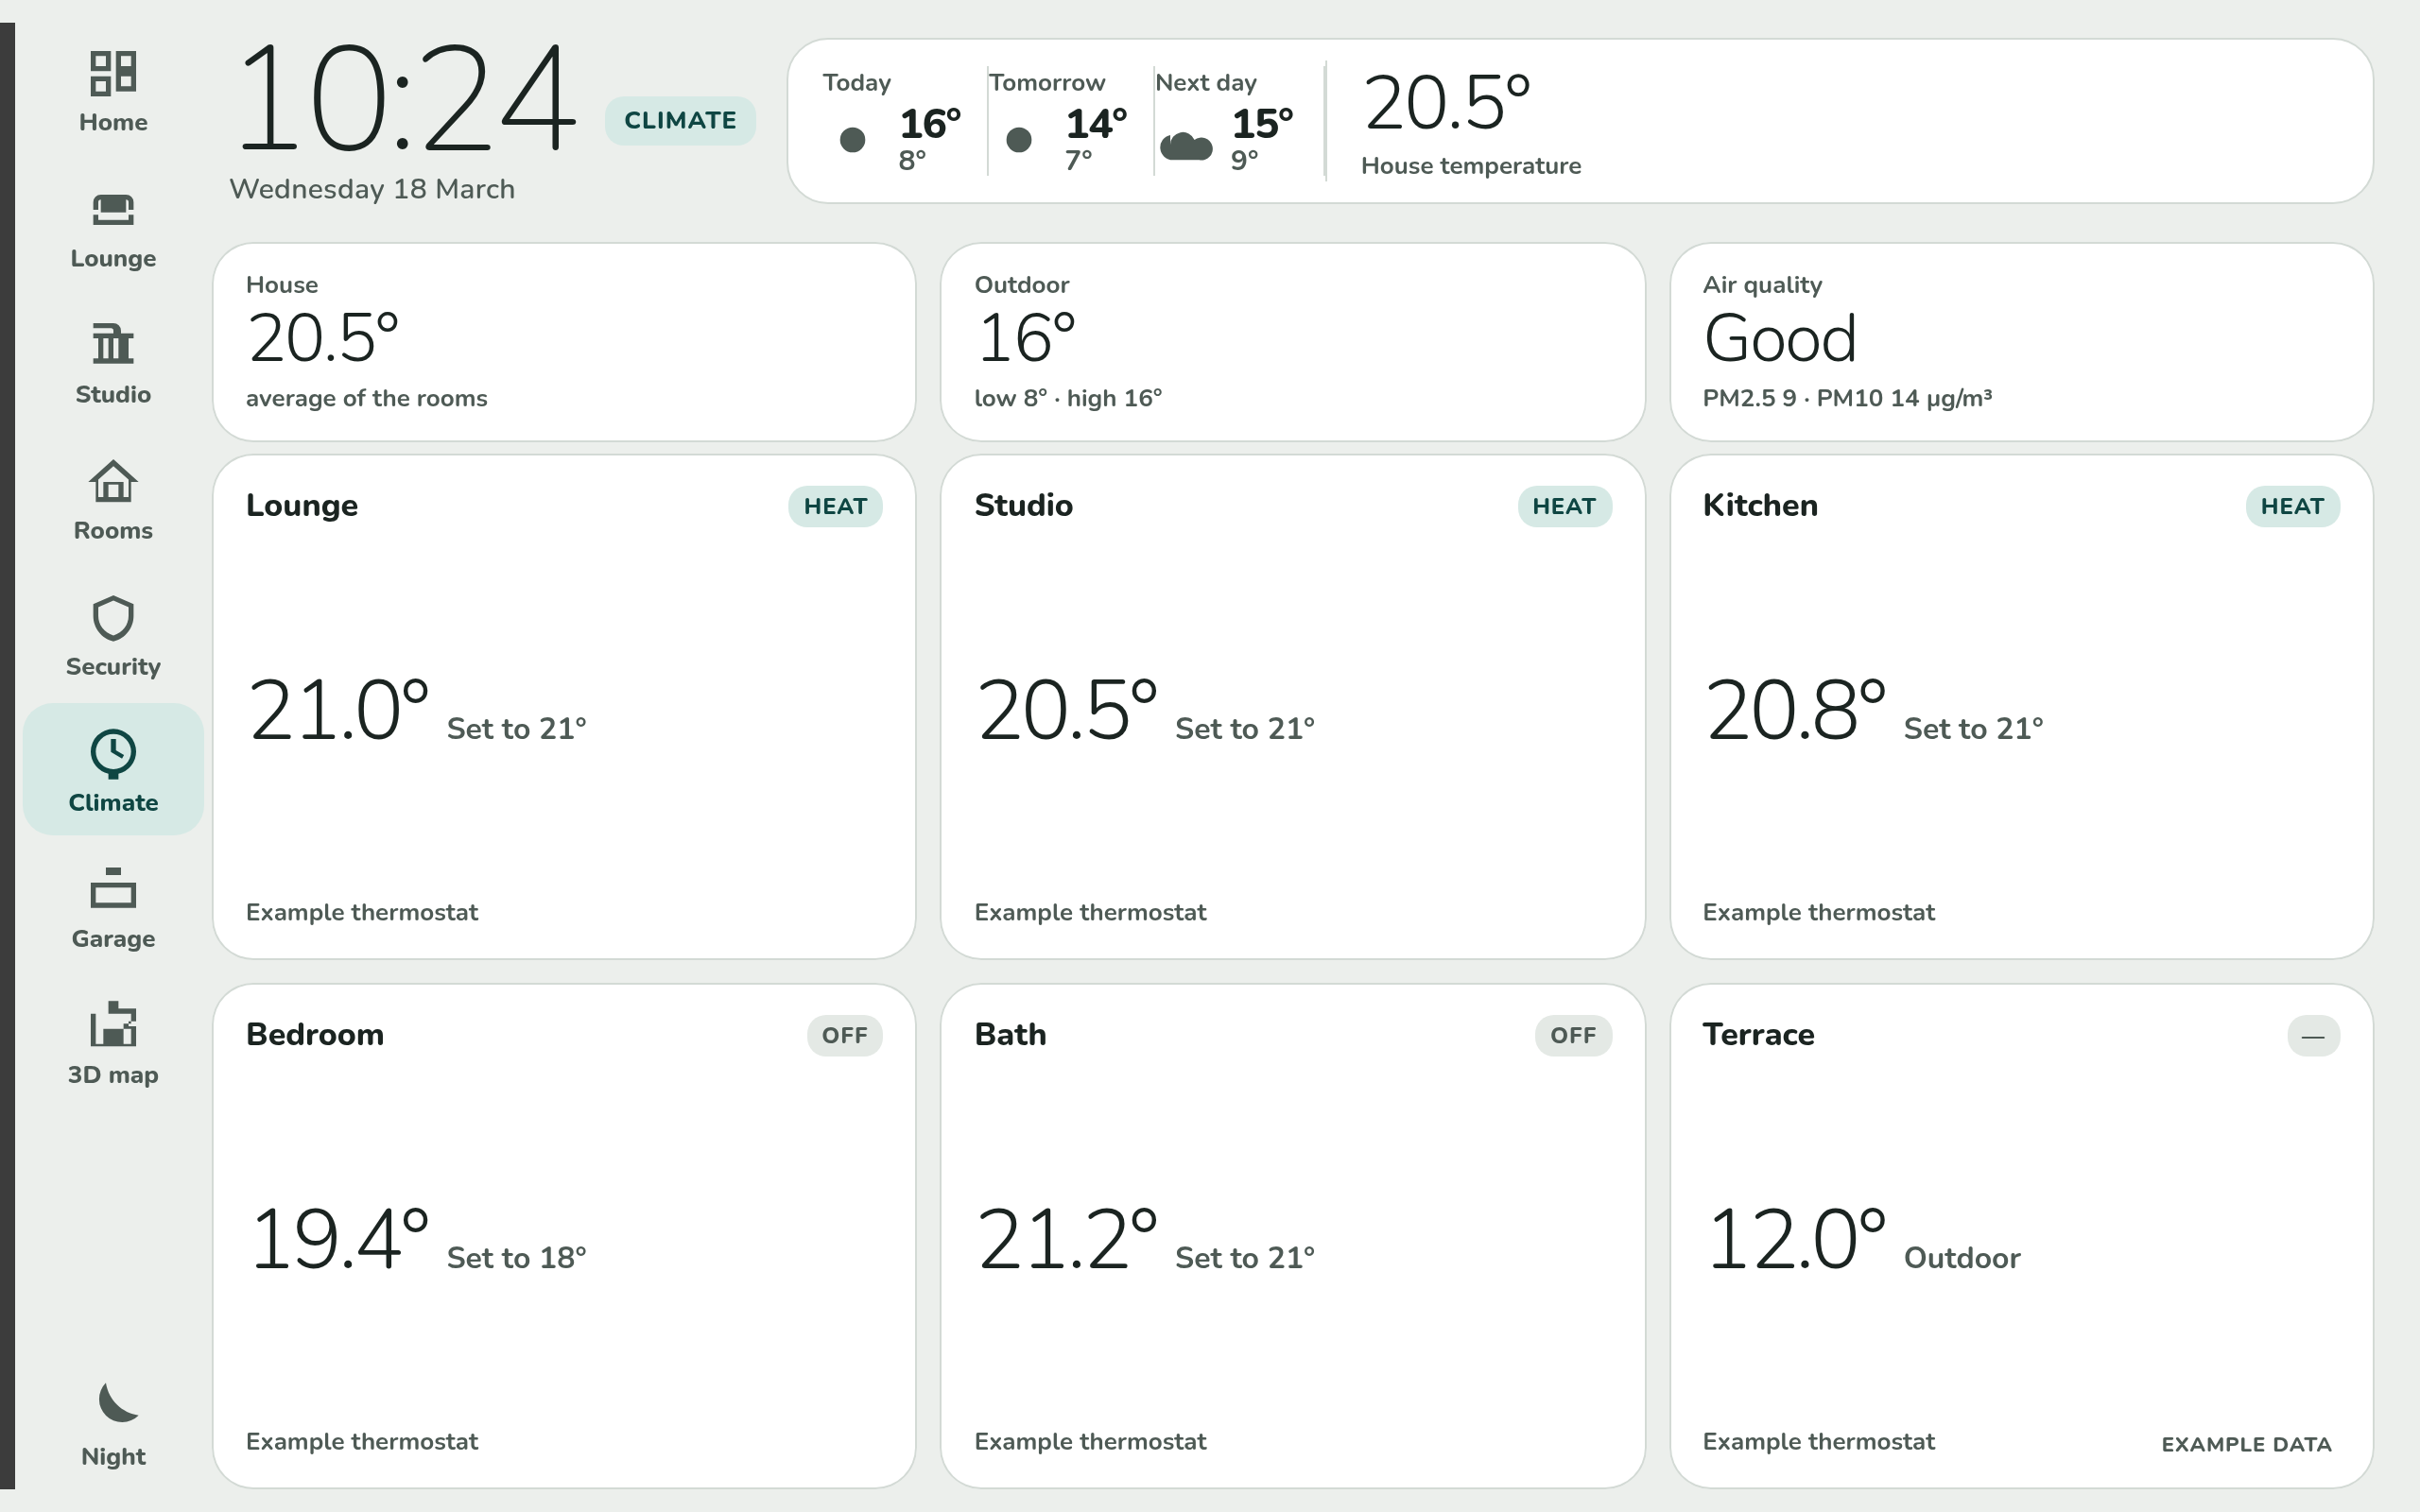 Home
Lounge
Studio
Rooms
Security
Climate
Garage
3D map
Night
10:24
CLIMATE
Wednesday 18 March
Today
16°
8°
Tomorrow
14°
7°
Next day
15°
9°
20.5°
House temperature
House
20.5°
average of the rooms
Outdoor
16°
low 8° · high 16°
Air quality
Good
PM2.5 9 · PM10 14 µg/m³
Lounge
HEAT
21.0° Set to 21°
Example thermostat
Studio
HEAT
20.5° Set to 21°
Example thermostat
Kitchen
HEAT
20.8° Set to 21°
Example thermostat
Bedroom
OFF
19.4° Set to 18°
Example thermostat
Bath
OFF
21.2° Set to 21°
Example thermostat
Terrace
—
12.0° Outdoor
Example thermostat
EXAMPLE DATA